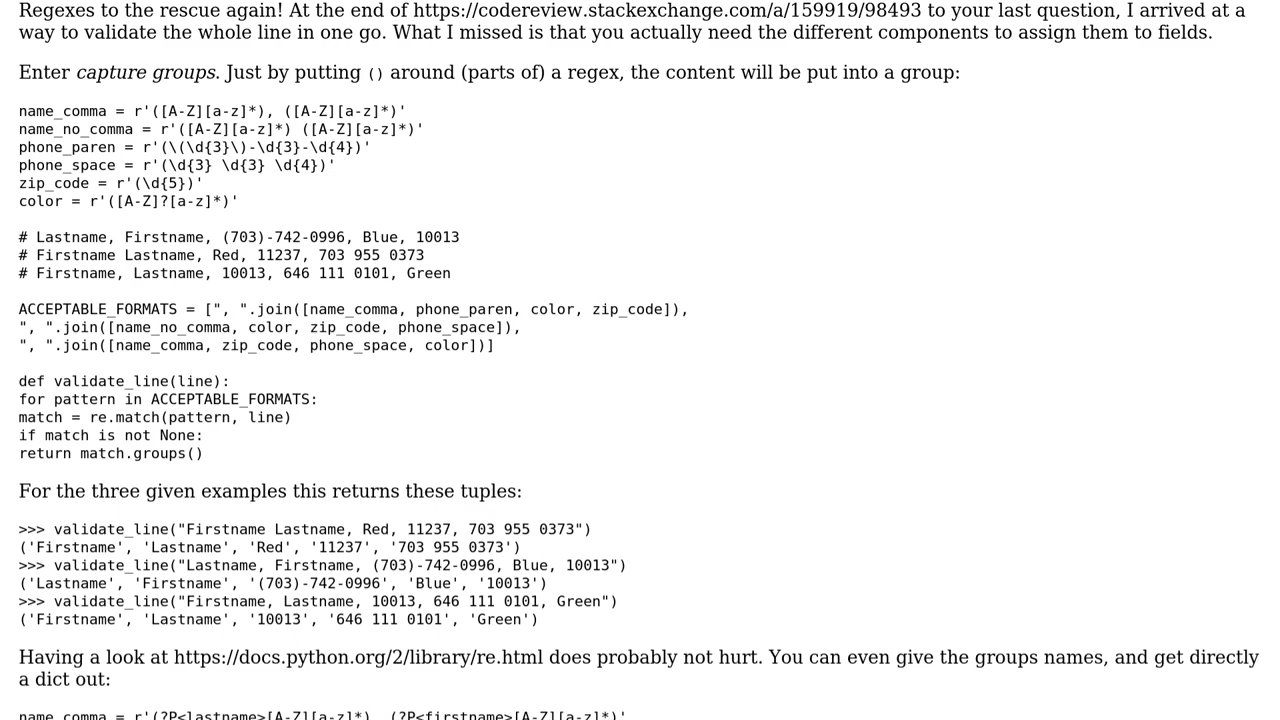 Regexes to the rescue again! At the end of https://codereview.stackexchange.com/a/159919/98493 to your last question, I arrived at a
way to validate the whole line in one go. What I missed is that you actually need the different components to assign them to fields.
Enter capture groups. Just by putting () around (parts of) a regex, the content will be put into a group:
name_comma = r'([A-Z][a-z]*), ([A-Z][a-z]*)'
name_no_comma = r'([A-Z][a-z]*) ([A-Z][a-z]*)'
phone_paren = r'(\(\d{3}\)-\d{3}-\d{4})'
phone_space = r'(\d{3} \d{3} \d{4})'
zip_code = r'(\d{5})'
color = r'([A-Z]?[a-z]*)'
# Lastname, Firstname, (703)-742-0996, Blue, 10013
# Firstname Lastname, Red, 11237, 703 955 0373
# Firstname, Lastname, 10013, 646 111 0101, Green
ACCEPTABLE_FORMATS = [", ".join([name_comma, phone_paren, color, zip_code]),
", ".join([name_no_comma, color, zip_code, phone_space]),
", ".join([name_comma, zip_code, phone_space, color])]
def validate_line(line):
for pattern in ACCEPTABLE_FORMATS:
match = re.match(pattern, line)
if match is not None:
return match.groups()
For the three given examples this returns these tuples:
>>> validate_line("Firstname Lastname, Red, 11237, 703 955 0373")
('Firstname', 'Lastname', 'Red', '11237', '703 955 0373')
>>> validate_line("Lastname, Firstname, (703)-742-0996, Blue, 10013")
('Lastname', 'Firstname', '(703)-742-0996', 'Blue', '10013')
>>> validate_line("Firstname, Lastname, 10013, 646 111 0101, Green")
('Firstname', 'Lastname', '10013', '646 111 0101', 'Green')
Having a look at https://docs.python.org/2/library/re.html does probably not hurt. You can even give the groups names, and get directly
a dict out:
name_comma = r'(?P<lastname>[A-Z][a-z]*), (?P<firstname>[A-Z][a-z]*)'